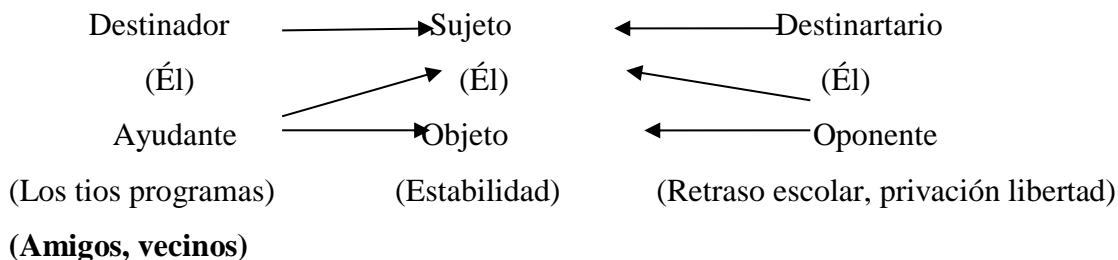 Destinador Sujeto Destinartario
(Él) (Él) (Él)
Ayudante Objeto Oponente
(Los tios programas) (Estabilidad) (Retraso escolar, privación libertad)
(Amigos, vecinos)